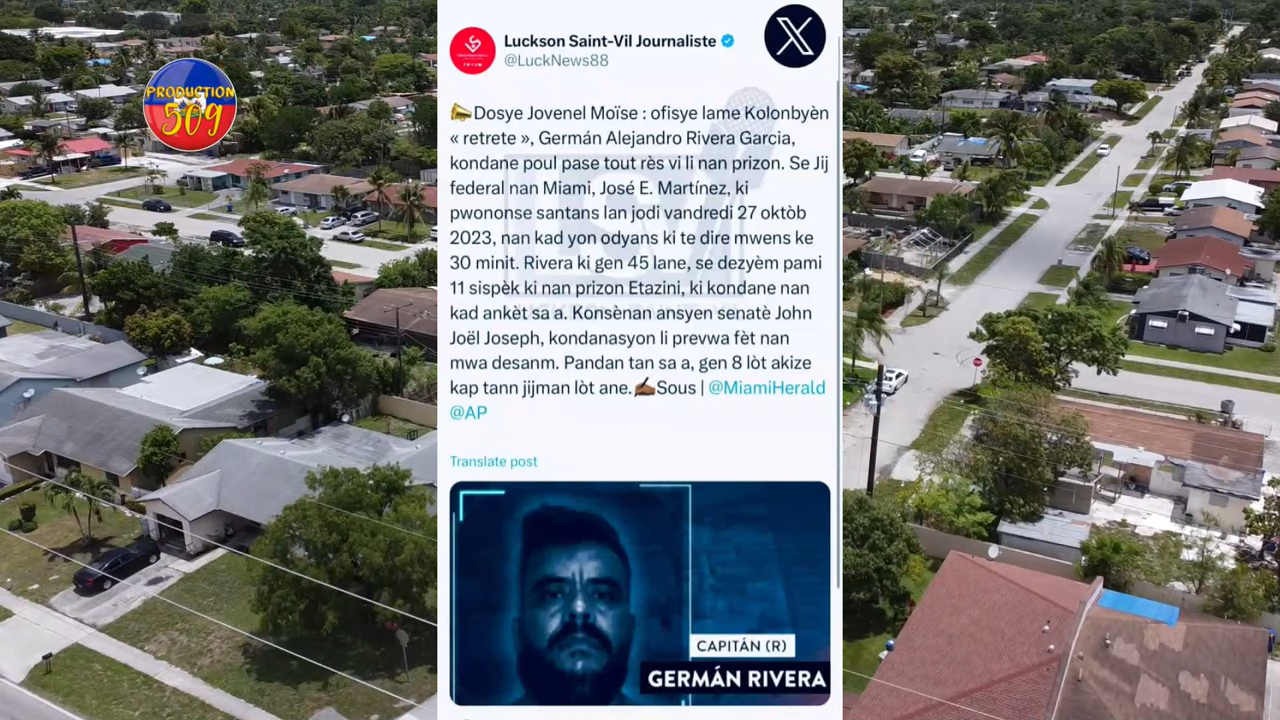 PRODUCTION
509
Luckson Saint-Vil Journaliste
@LuckNews88
X
Dosye Jovenel Moïse : ofisye lame Kolonbyèn
« retrete », Germán Alejandro Rivera Garcia,
kondane poul pase tout rès vi li nan prizon. Se Jij
federal nan Miami, José E. Martínez, ki
pwononse santans lan jodi vandredi 27 oktòb
2023, nan kad yon odyans ki te dire mwens ke
30 minit. Rivera ki gen 45 lane, se dezyèm pami
11 sispèk ki nan prizon Etazini, ki kondane nan
kad ankèt sa a. Konsènan ansyen senatè John
Joël Joseph, kondanasyon li prevwa fèt nan
mwa desanm. Pandan tan sa a, gen 8 lòt akize
kap tann jijman lòt ane.✍🏾Sous | @MiamiHerald
@AP
Translate post
CAPITÁN (R)
GERMÁN RIVERA